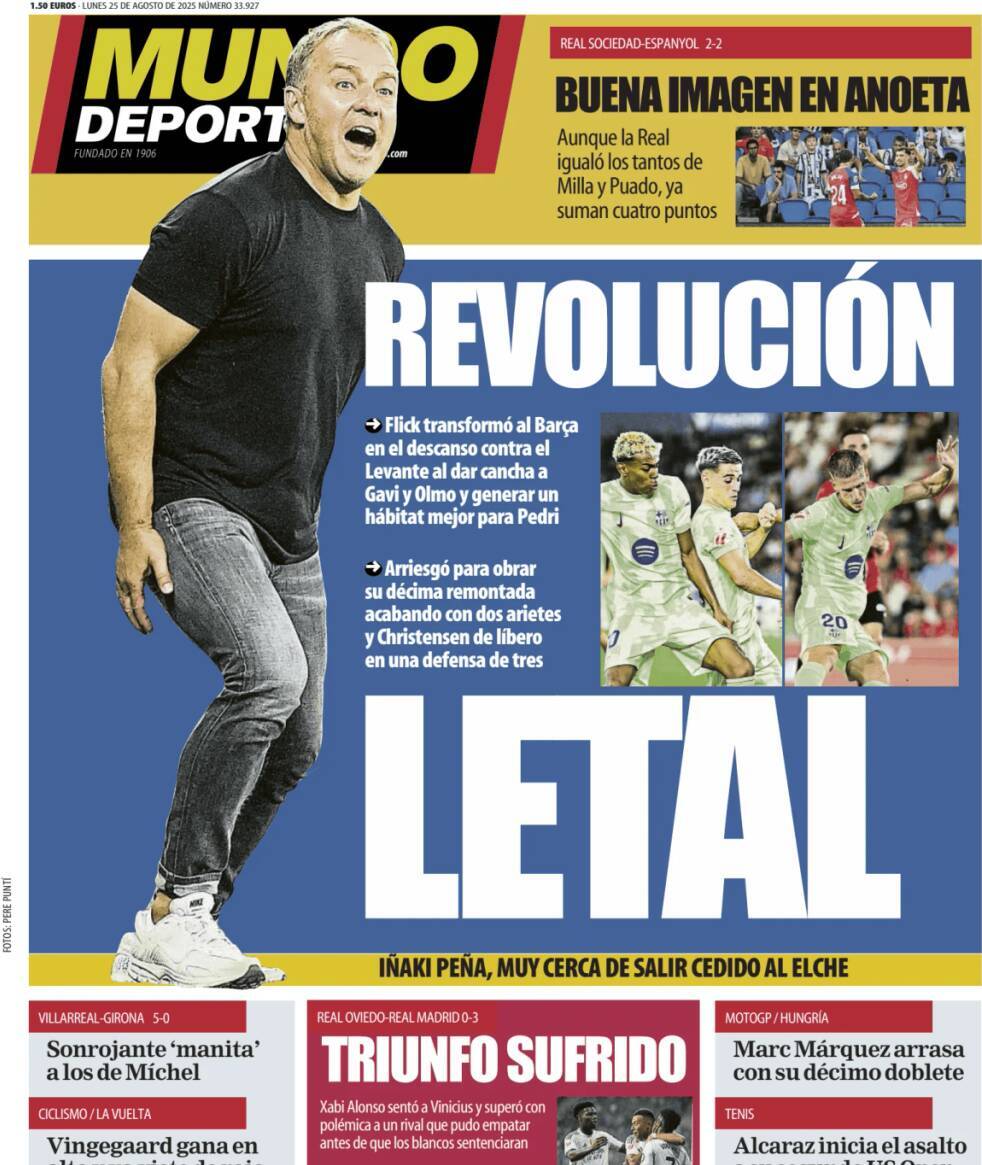 1.50 EUROS · LUNES 25 DE AGOSTO DE 2025 NÚMERO 33.927
MUNDO
DEPORT
FUNDADO EN 1906
.com
REAL SOCIEDAD-ESPANYOL 2-2
BUENA IMAGEN EN ANOETA
Aunque la Real
igualó los tantos de
Milla y Puado, ya
suman cuatro puntos
24
REVOLUCIÓN
Flick transformó al Barça
en el descanso contra el
Levante al dar cancha a
Gavi y Olmo y generar un
hábitat mejor para Pedri
Arriesgó para obrar
su décima remontada
acabando con dos arietes
y Christensen de líbero
en una defensa de tres
20
LETAL
NIKE
FOTOS: PERE PUNTÍ
IÑAKI PEÑA, MUY CERCA DE SALIR CEDIDO AL ELCHE
VILLARREAL-GIRONA 5-0
Sonrojante ‘manita’
a los de Míchel
CICLISMO / LA VUELTA
Vingegaard gana en
REAL OVIEDO-REAL MADRID 0-3
TRIUNFO SUFRIDO
Xabi Alonso sentó a Vinicius y superó con
polémica a un rival que pudo empatar
antes de que los blancos sentenciaran
7
MOTOGP / HUNGRÍA
Marc Márquez arrasa
con su décimo doblete
TENIS
Alcaraz inicia el asalto